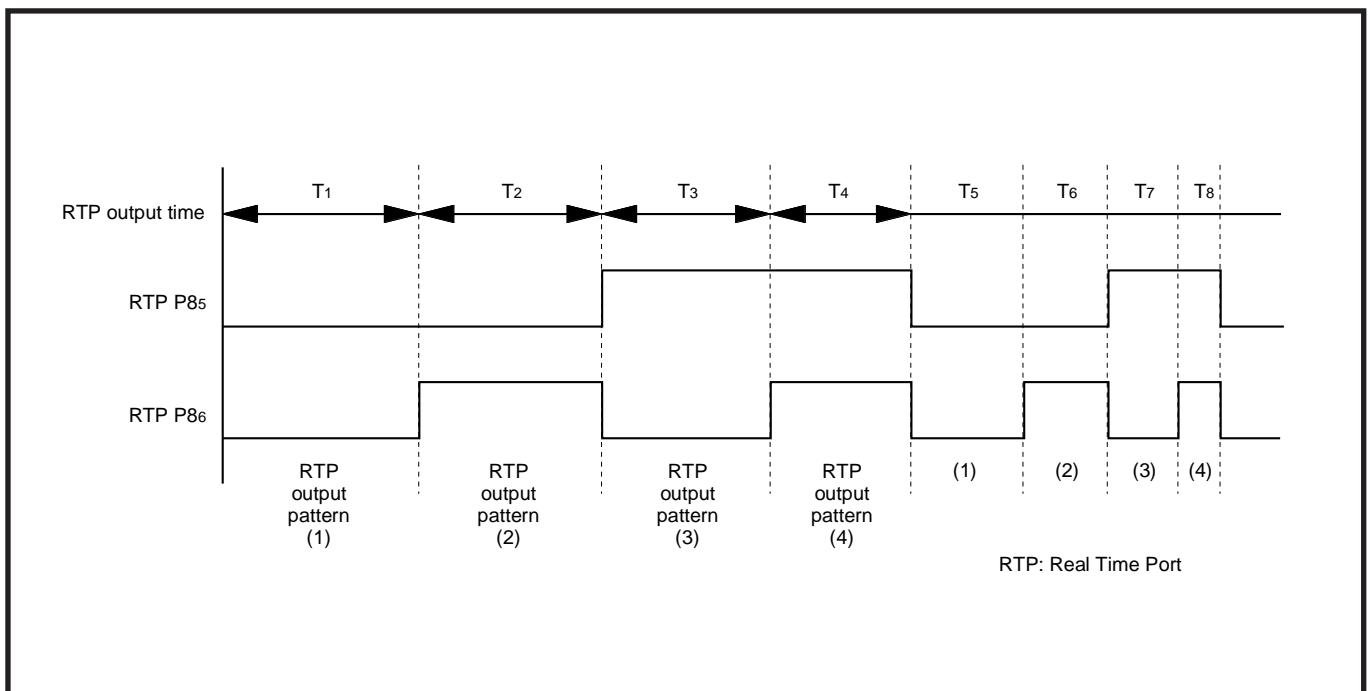 T1 T2 T3 T4 T5 T6 T7 T8
RTP output time
RTP P85
RTP P86
RTP
output
pattern
(1)
RTP
output
pattern
(2)
RTP
output
pattern
(3)
RTP
output
pattern
(4)
(1) (2) (3) (4)
RTP: Real Time Port